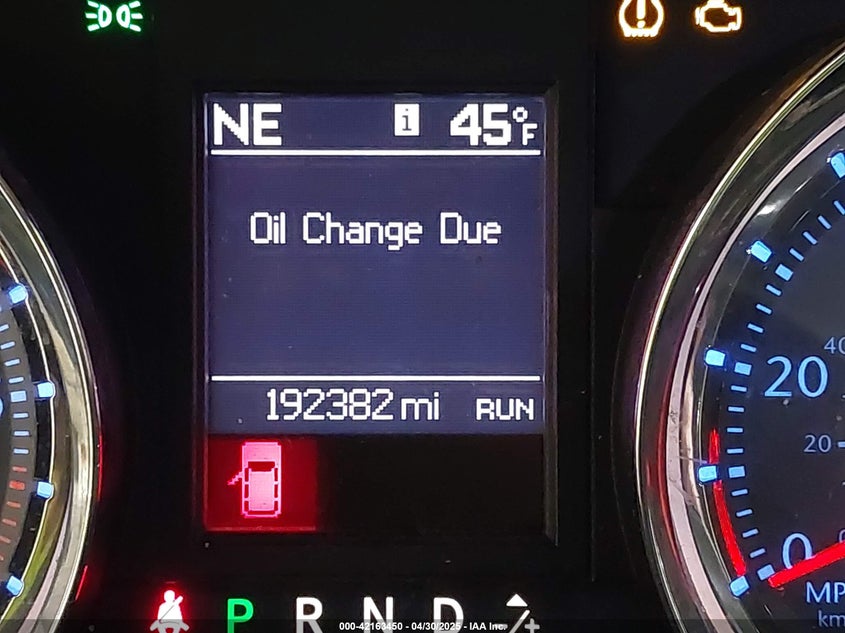 NE i 45°F
Oil Change Due
192382 mi RUN
40
20
20
0
MP
km
P R N D
000-42163450 - 04/30/2025 - IAA Inc.